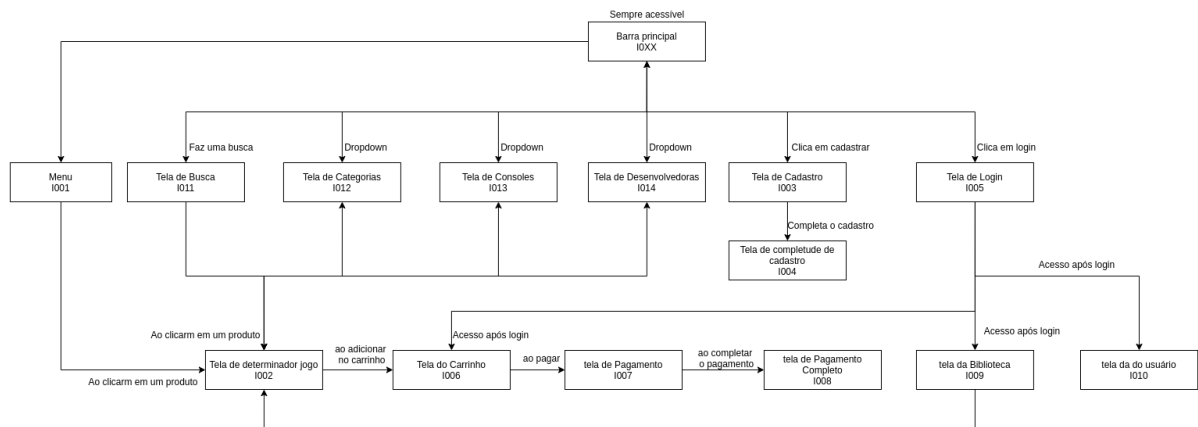 Sempre acessível
Barra principal
I0XX
Faz uma busca
Dropdown
Dropdown
Dropdown
Clica em cadastrar
Clica em login
Menu
I001
Tela de Busca
I011
Tela de Categorias
I012
Tela de Consoles
I013
Tela de Desenvolvedoras
I014
Tela de Cadastro
I003
Tela de Login
I005
Completa o cadastro
Tela de completude de
cadastro
I004
Acesso após login
Ao clicarm em um produto
Acesso após login
Acesso após login
Ao clicarm em um produto
Tela de determinador jogo
I002
ao adicionar
no carrinho
Tela do Carrinho
I006
ao pagar
tela de Pagamento
I007
ao completar
o pagamento
tela de Pagamento
Completo
I008
tela da Biblioteca
I009
tela da do usuário
I010